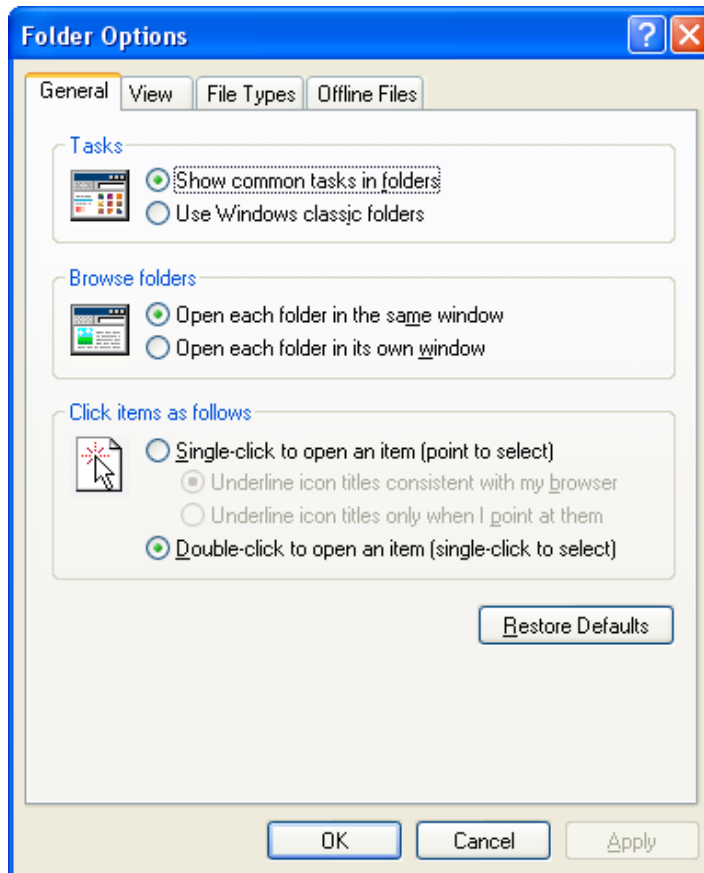 Folder Options
General View File Types Offline Files
Tasks
Show common tasks in folders
Use Windows classic folders
Browse folders
Open each folder in the same window
Open each folder in its own window
Click items as follows
Single-click to open an item (point to select)
Underline icon titles consistent with my browser
Underline icon titles only when I point at them
Double-click to open an item (single-click to select)
Restore Defaults
OK Cancel Apply